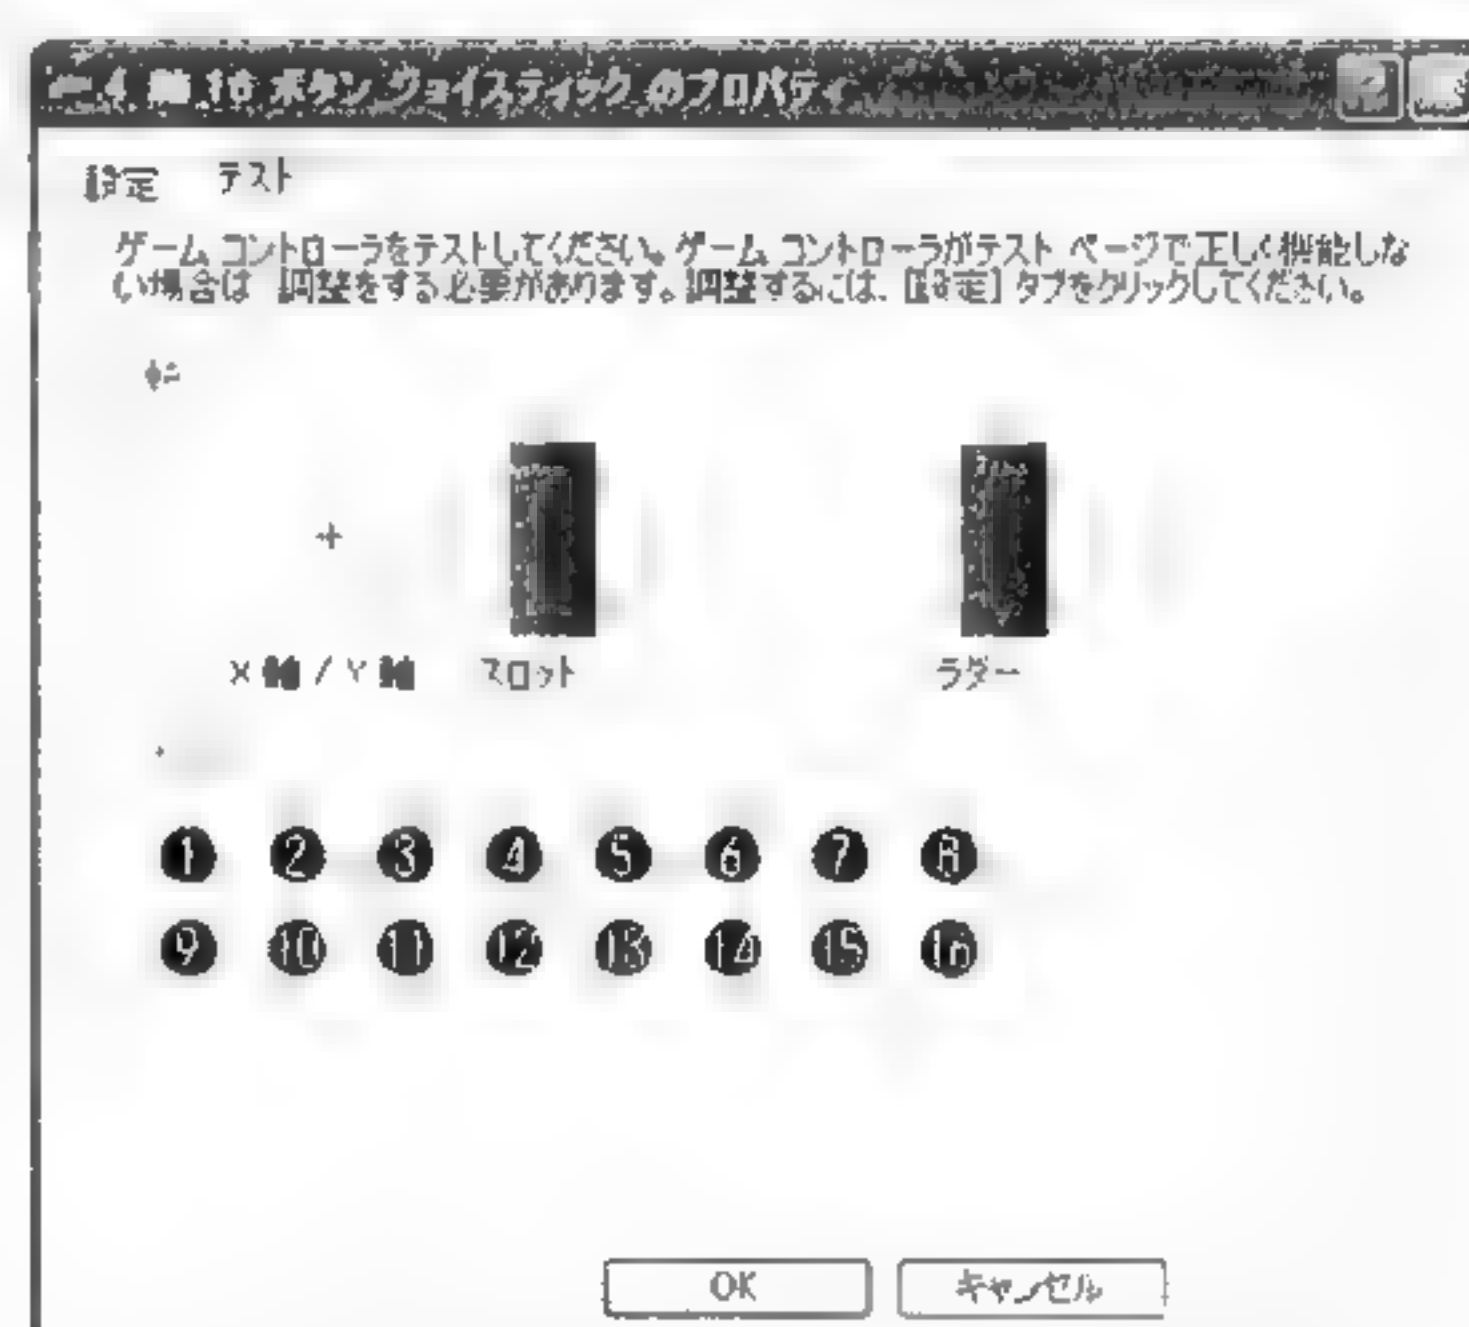 4 軸 16 ボタン ジョイスティック のプロパティ
設定 テスト
ゲーム コントローラをテストしてください。ゲーム コントローラがテスト ページで正しく機能しな
い場合は 調整をする必要があります。調整するには、[設定] タブをクリックしてください。
X 軸 / Y 軸 スロット ラダー
1 2 3 4 5 6 7 8
9 10 11 12 13 14 15 16
OK キャンセル